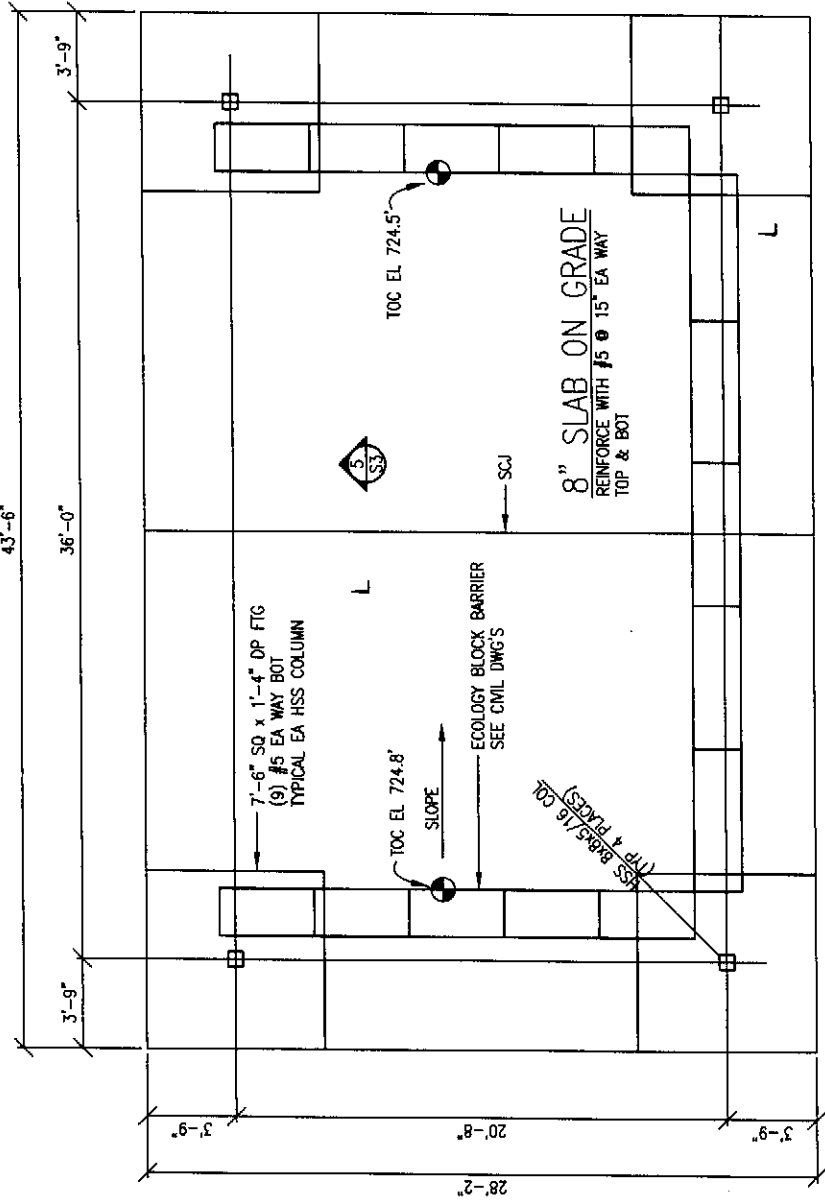 43'-6"
36'-0"
3'-9"
3'-9"
3'-9"
20'-8"
3'-9"
28'-2"
7'-6" SQ x 1'-4" DP FTG
(9) #5 EA WAY BOT
TYPICAL EA HSS COLUMN
TOC EL 724.8'
SLOPE
ECOLOGY BLOCK BARRIER
SEE CIVIL DWG'S
HSS 8x8x5/16 COL
(TYP 4 PLACES)
5
S3
SCJ
TOC EL 724.5'
8" SLAB ON GRADE
REINFORCE WITH #5 @ 15" EA WAY
TOP & BOT